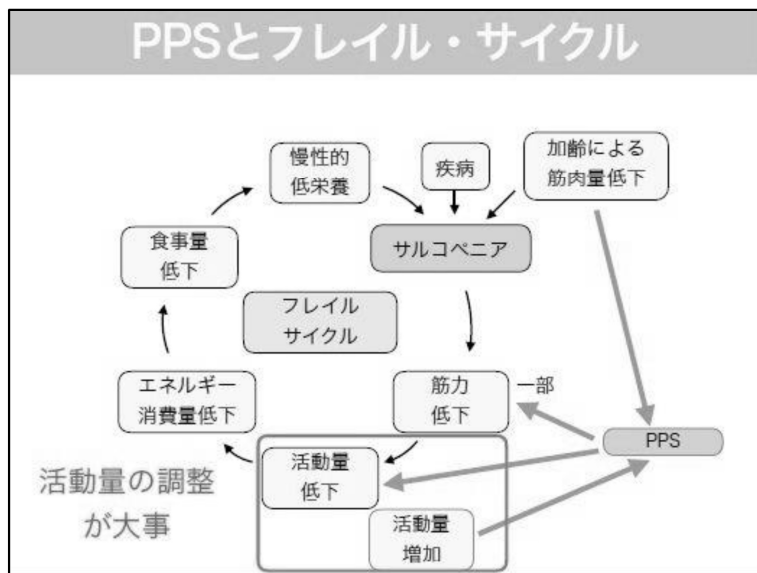 PPSとフレイル・サイクル
慢性的
低栄養
疾病
加齢による
筋肉量低下
サルコペニア
食事量
低下
フレイル
サイクル
エネルギー
消費量低下
筋力
低下
一部
PPS
活動量
低下
活動量
増加
活動量の調整
が大事